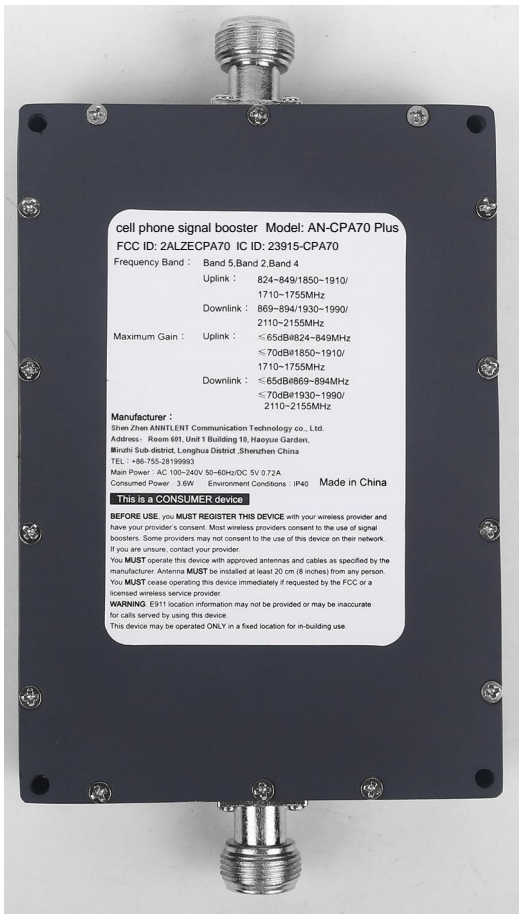 cell phone signal booster Model: AN-CPA70 Plus
FCC ID: 2ALZECPA70 IC ID: 23915-CPA70
Frequency Band： Band 5,Band 2,Band 4
Uplink： 824~849/1850~1910/
1710~1755MHz
Downlink： 869~894/1930~1990/
2110~2155MHz
Maximum Gain： Uplink： ≤65dB@824~849MHz
≤70dB@1850~1910/
1710~1755MHz
Downlink： ≤65dB@869~894MHz
≤70dB@1930~1990/
2110~2155MHz
Manufacturer：
Shen Zhen ANNTLENT Communication Technology co., Ltd.
Address： Room 601, Unit 1 Building 10, Haoyue Garden,
Minzhi Sub-district, Longhua District ,Shenzhen China
TEL：+86-755-28199993
Main Power：AC 100~240V 50~60Hz/DC 5V 0.72A
Consumed Power：3.6W Environment Conditions：IP40 Made in China
This is a CONSUMER device
BEFORE USE, you MUST REGISTER THIS DEVICE with your wireless provider and
have your provider's consent. Most wireless providers consent to the use of signal
boosters. Some providers may not consent to the use of this device on their network.
If you are unsure, contact your provider.
You MUST operate this device with approved antennas and cables as specified by the
manufacturer. Antenna MUST be installed at least 20 cm (8 inches) from any person.
You MUST cease operating this device immediately if requested by the FCC or a
licensed wireless service provider.
WARNING. E911 location information may not be provided or may be inaccurate
for calls served by using this device.
This device may be operated ONLY in a fixed location for in-building use.